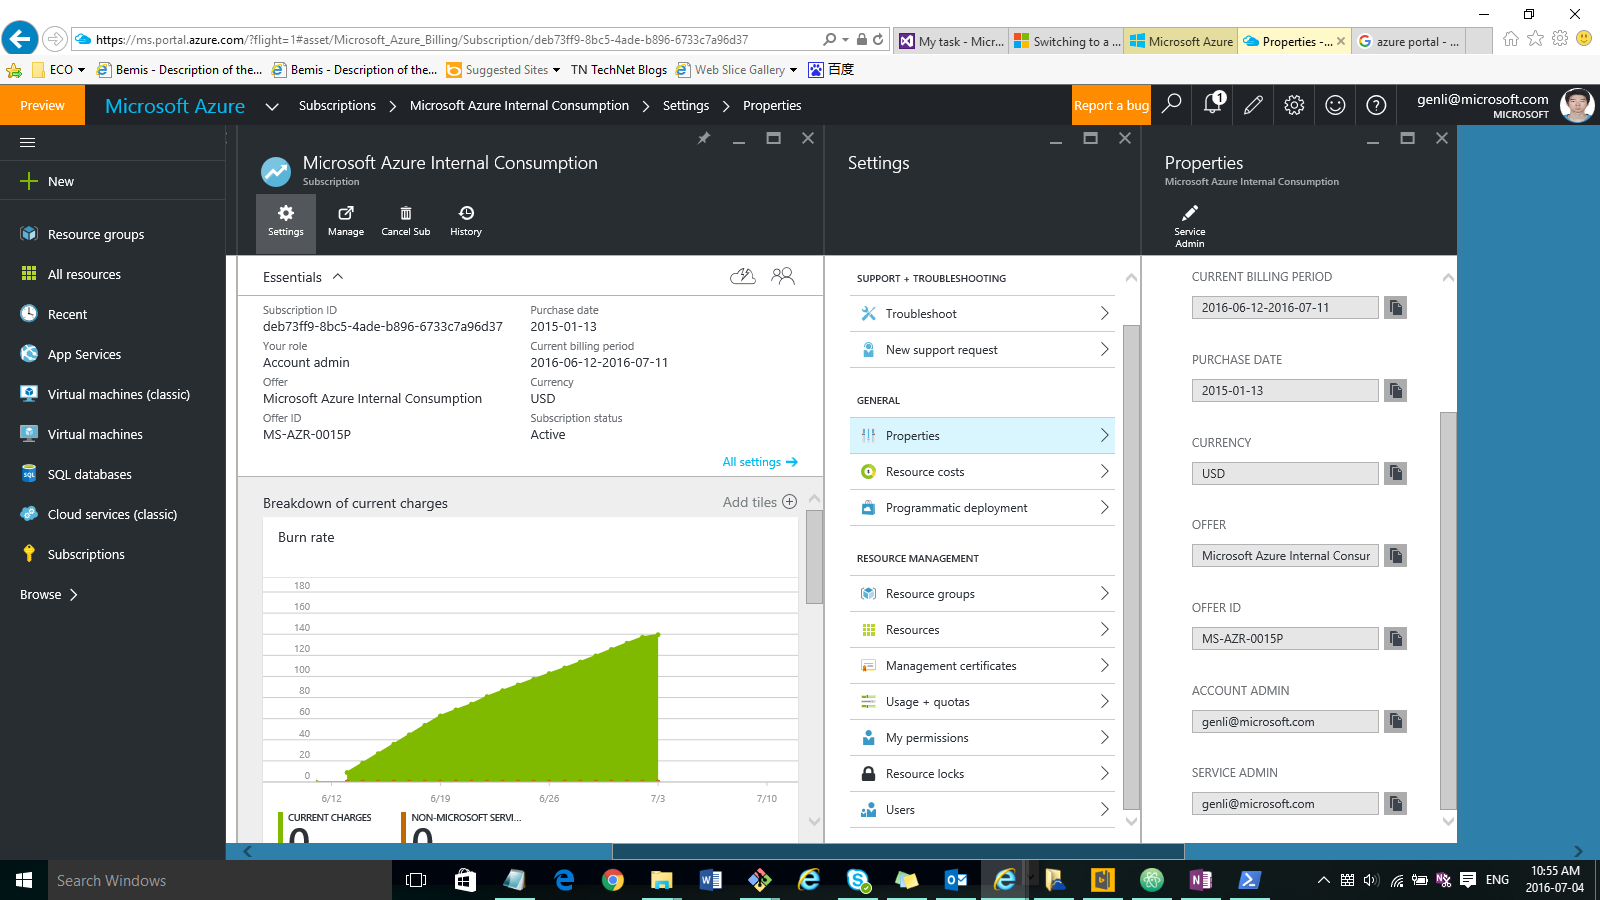 https://ms.portal.azure.com/?flight=1#asset/Microsoft_Azure_Billing/Subscription/deb73ff9-8bc5-4ade-b896-6733c7a96d37
My task - Micr...
Switching to a ...
Microsoft Azure
Properties -...
azure portal - ...
ECO
Bemis - Description of the...
Bemis - Description of the...
Suggested Sites
TN TechNet Blogs
Web Slice Gallery
百度
Preview
Microsoft Azure
Subscriptions
Microsoft Azure Internal Consumption
Settings
Properties
Report a bug
1
genli@microsoft.com
MICROSOFT
New
Resource groups
All resources
Recent
App Services
Virtual machines (classic)
Virtual machines
SQL databases
Cloud services (classic)
Subscriptions
Browse
Microsoft Azure Internal Consumption
Subscription
Settings
Manage
Cancel Sub
History
Essentials
Subscription ID
deb73ff9-8bc5-4ade-b896-6733c7a96d37
Your role
Account admin
Offer
Microsoft Azure Internal Consumption
Offer ID
MS-AZR-0015P
Purchase date
2015-01-13
Current billing period
2016-06-12-2016-07-11
Currency
USD
Subscription status
Active
All settings
Breakdown of current charges
Add tiles
Burn rate
180
160
140
120
100
80
60
40
20
0
6/12
6/19
6/26
7/3
7/10
CURRENT CHARGES
0
NON-MICROSOFT SERVI...
0
Settings
SUPPORT + TROUBLESHOOTING
Troubleshoot
New support request
GENERAL
Properties
Resource costs
Programmatic deployment
RESOURCE MANAGEMENT
Resource groups
Resources
Management certificates
Usage + quotas
My permissions
Resource locks
Users
Properties
Microsoft Azure Internal Consumption
Service
Admin
CURRENT BILLING PERIOD
2016-06-12-2016-07-11
PURCHASE DATE
2015-01-13
CURRENCY
USD
OFFER
Microsoft Azure Internal Consur
OFFER ID
MS-AZR-0015P
ACCOUNT ADMIN
genli@microsoft.com
SERVICE ADMIN
genli@microsoft.com
Search Windows
ENG
10:55 AM
2016-07-04